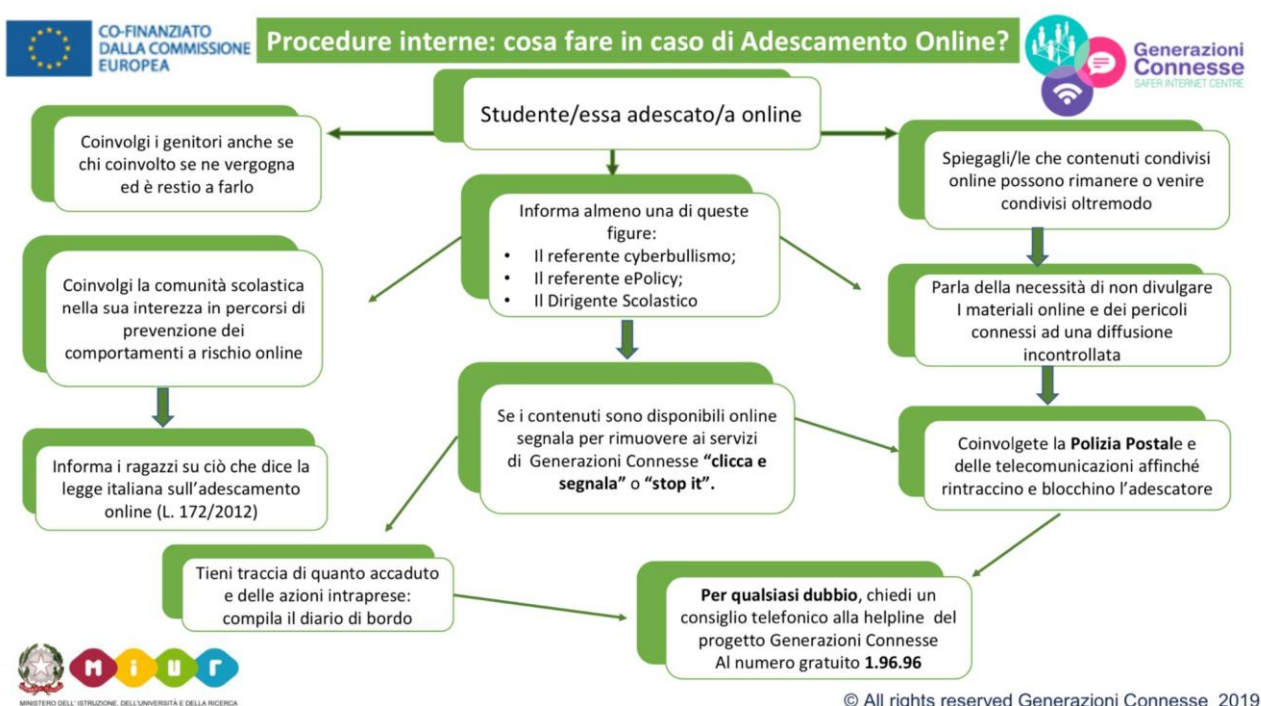 CO-FINANZIATO
DALLA COMMISSIONE
EUROPEA
Procedure interne: cosa fare in caso di Adescamento Online?
Generazioni
Connesse
SAFER INTERNET CENTRE
Studente/essa adescato/a online
Coinvolgi i genitori anche se
chi coinvolto se ne vergogna
ed è restio a farlo
Spiegagli/le che contenuti condivisi
online possono rimanere o venire
condivisi oltremodo
Informa almeno una di queste
figure:
• Il referente cyberbullismo;
• Il referente ePolicy;
• Il Dirigente Scolastico
Coinvolgi la comunità scolastica
nella sua interezza in percorsi di
prevenzione dei
comportamenti a rischio online
Parla della necessità di non divulgare
I materiali online e dei pericoli
connessi ad una diffusione
incontrollata
Se i contenuti sono disponibili online
segnala per rimuovere ai servizi
di Generazioni Connesse “clicca e
segnala” o “stop it”.
Informa i ragazzi su ciò che dice la
legge italiana sull’adescamento
online (L. 172/2012)
Coinvolgete la Polizia Postale e
delle telecomunicazioni affinché
rintraccino e blocchino l’adescatore
Tieni traccia di quanto accaduto
e delle azioni intraprese:
compila il diario di bordo
Per qualsiasi dubbio, chiedi un
consiglio telefonico alla helpline del
progetto Generazioni Connesse
Al numero gratuito 1.96.96
M i u r
MINISTERO DELL' ISTRUZIONE, DELL'UNIVERSITÀ E DELLA RICERCA
© All rights reserved Generazioni Connesse 2019